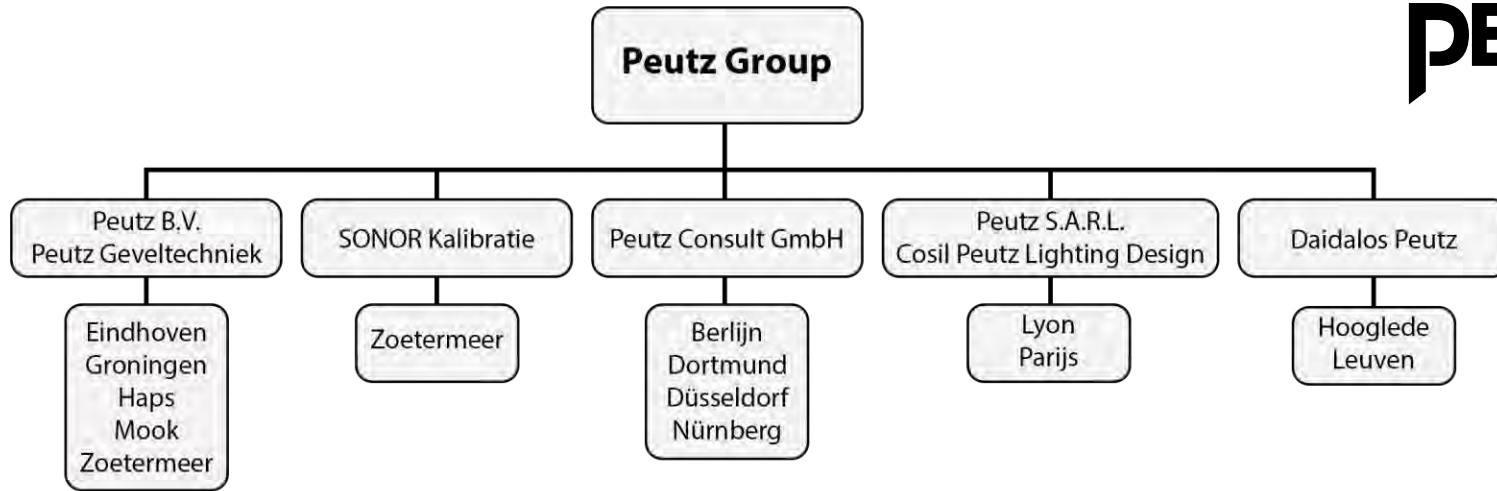 Peutz Group
Peutz B.V.
Peutz Geveltechniek
SONOR Kalibratie
Peutz Consult GmbH
Peutz S.A.R.L.
Cosil Peutz Lighting Design
Daidalos Peutz
Eindhoven
Groningen
Haps
Mook
Zoetermeer
Zoetermeer
Berlijn
Dortmund
Düsseldorf
Nürnberg
Lyon
Parijs
Hooglede
Leuven